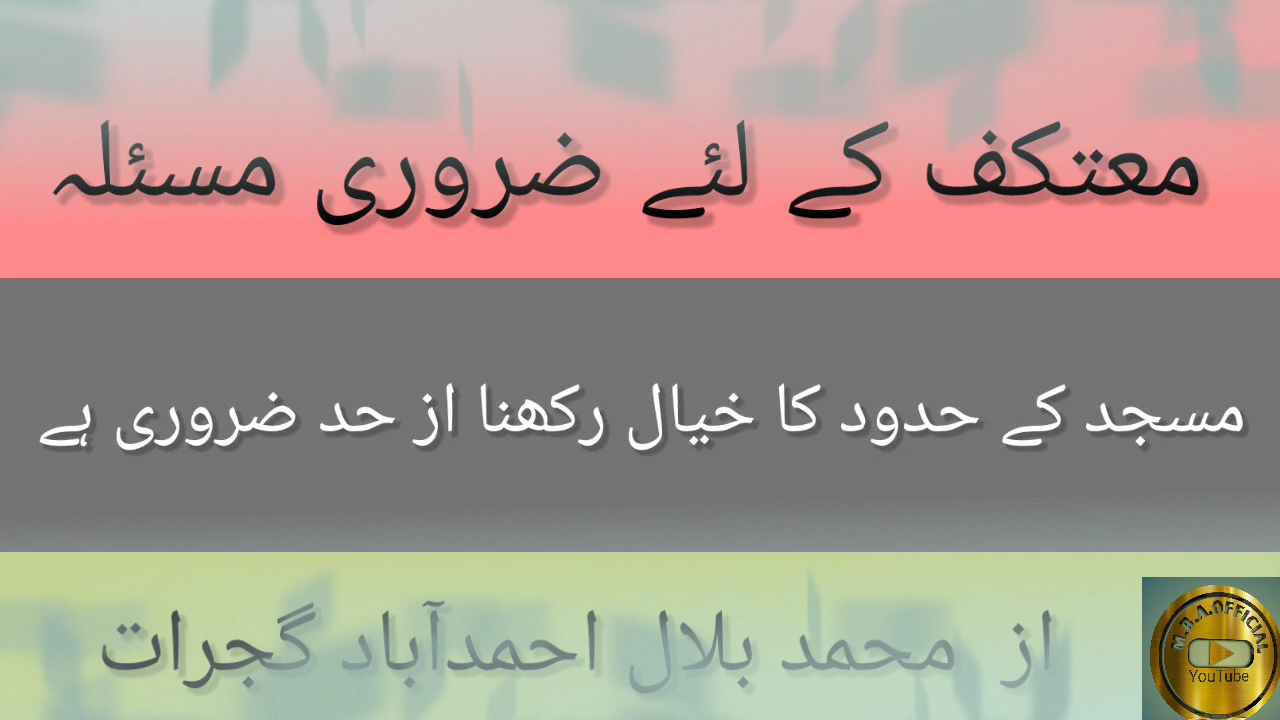 معتکف کے لئے ضروری مسئلہ
مسجد کے حدود کا خیال رکھنا از حد ضروری ہے
از محمد بلال احمدآباد گجرات
M.B.A.OFFICIAL
YouTube